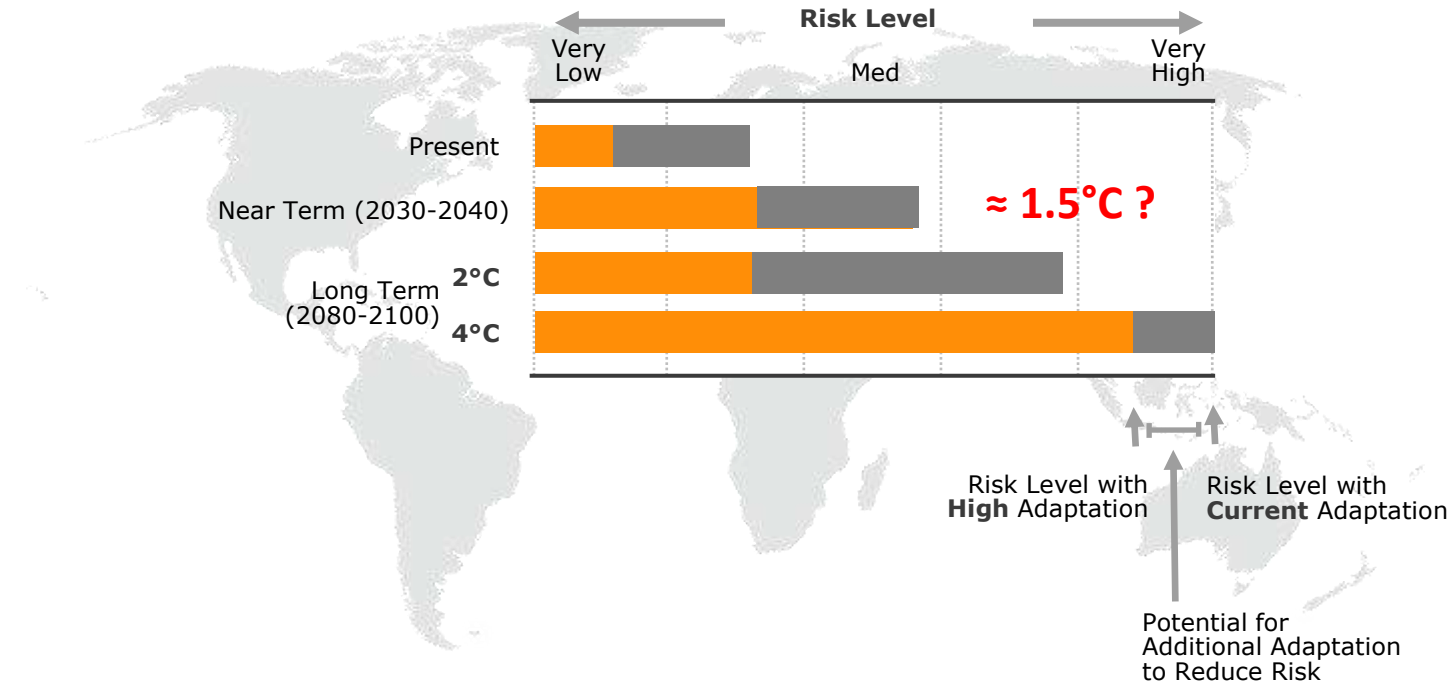 Risk Level
Very
Low
Med
Very
High
Present
Near Term (2030-2040)
≈ 1.5°C ?
Long Term
(2080-2100)
2°C
4°C
Risk Level with
High Adaptation
Risk Level with
Current Adaptation
Potential for
Additional Adaptation
to Reduce Risk